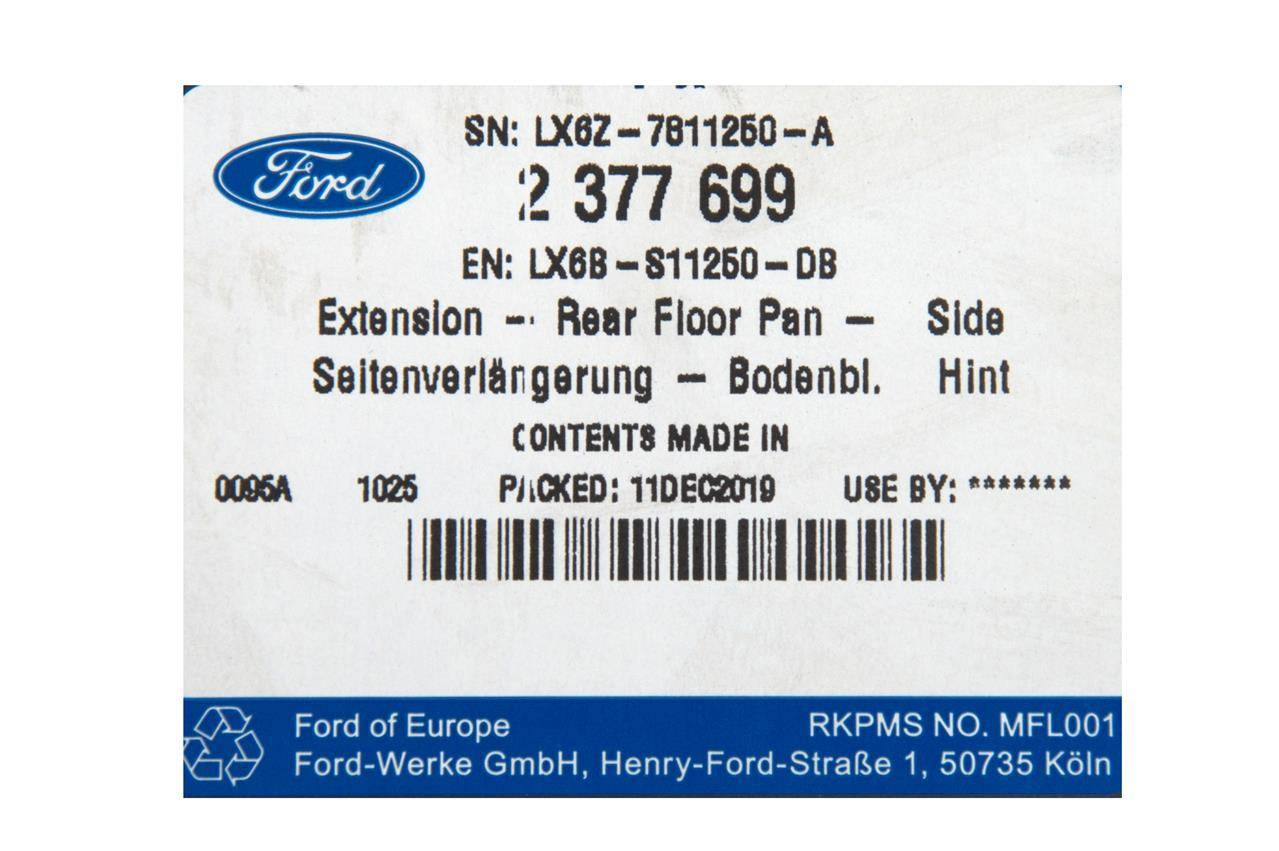 Ford
SN: LX6Z-7811250-A
2 377 699
EN: LX6B-S11250-DB
Extension - Rear Floor Pan - Side
Seitenverlängerung - Bodenbl. Hint
CONTENTS MADE IN
0095A 1025 PACKED: 11DEC2019 USE BY: *******
Ford of Europe RKPMS NO. MFL001
Ford-Werke GmbH, Henry-Ford-Straße 1, 50735 Köln